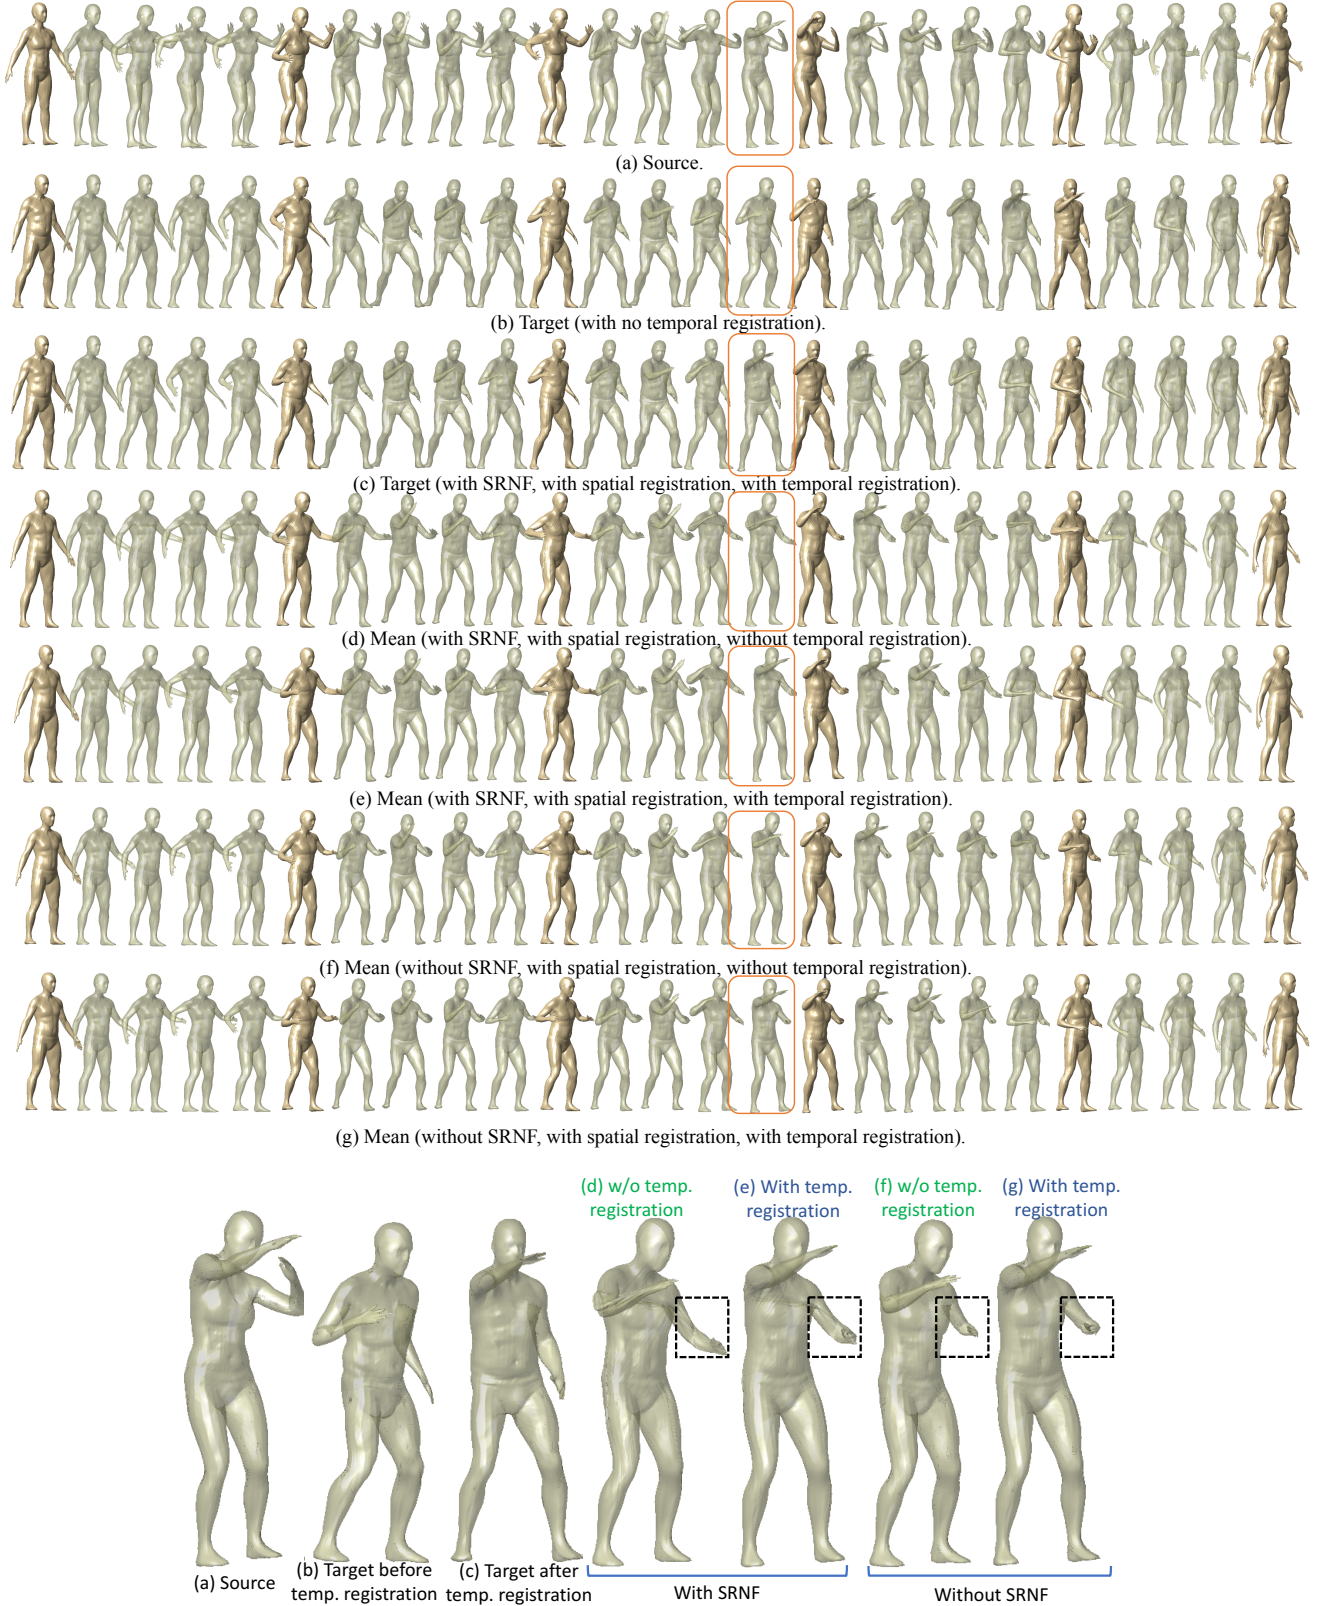 (a) Source.
(b) Target (with no temporal registration).
(c) Target (with SRNF, with spatial registration, with temporal registration).
(d) Mean (with SRNF, with spatial registration, without temporal registration).
(e) Mean (with SRNF, with spatial registration, with temporal registration).
(f) Mean (without SRNF, with spatial registration, without temporal registration).
(g) Mean (without SRNF, with spatial registration, with temporal registration).
(d) w/o temp.
registration
(e) With temp.
registration
(f) w/o temp.
registration
(g) With temp.
registration
(a) Source
(b) Target before
temp. registration
(c) Target after
temp. registration
With SRNF
Without SRNF